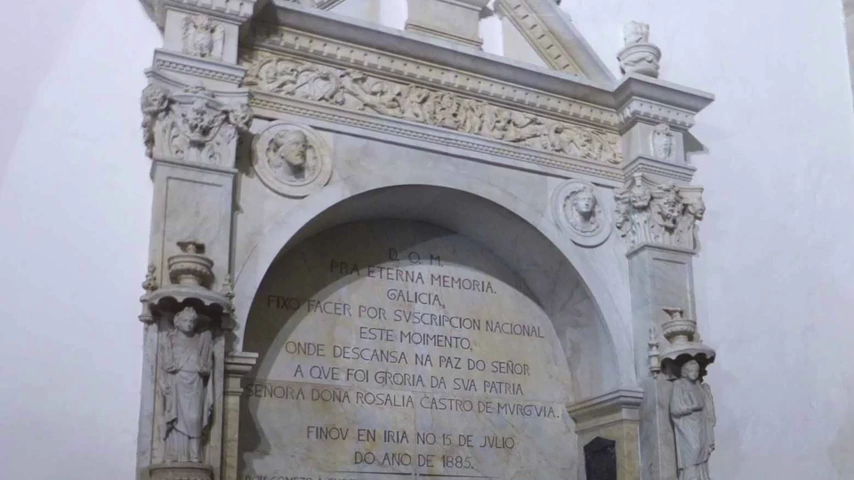 D. O. M.
PRA ETERNA MEMORIA.
GALICIA,
FIXO FACER POR SVSCRIPCION NACIONAL
ESTE MOIMENTO,
ONDE DESCANSA NA PAZ DO SEÑOR
A QVE FOI GRORIA DA SVA PATRIA
SEÑORA DOÑA ROSALIA CASTRO DE MVRGVIA.
FINOV EN IRIA NO 15 DE JVLIO
DO ANO DE 1885.